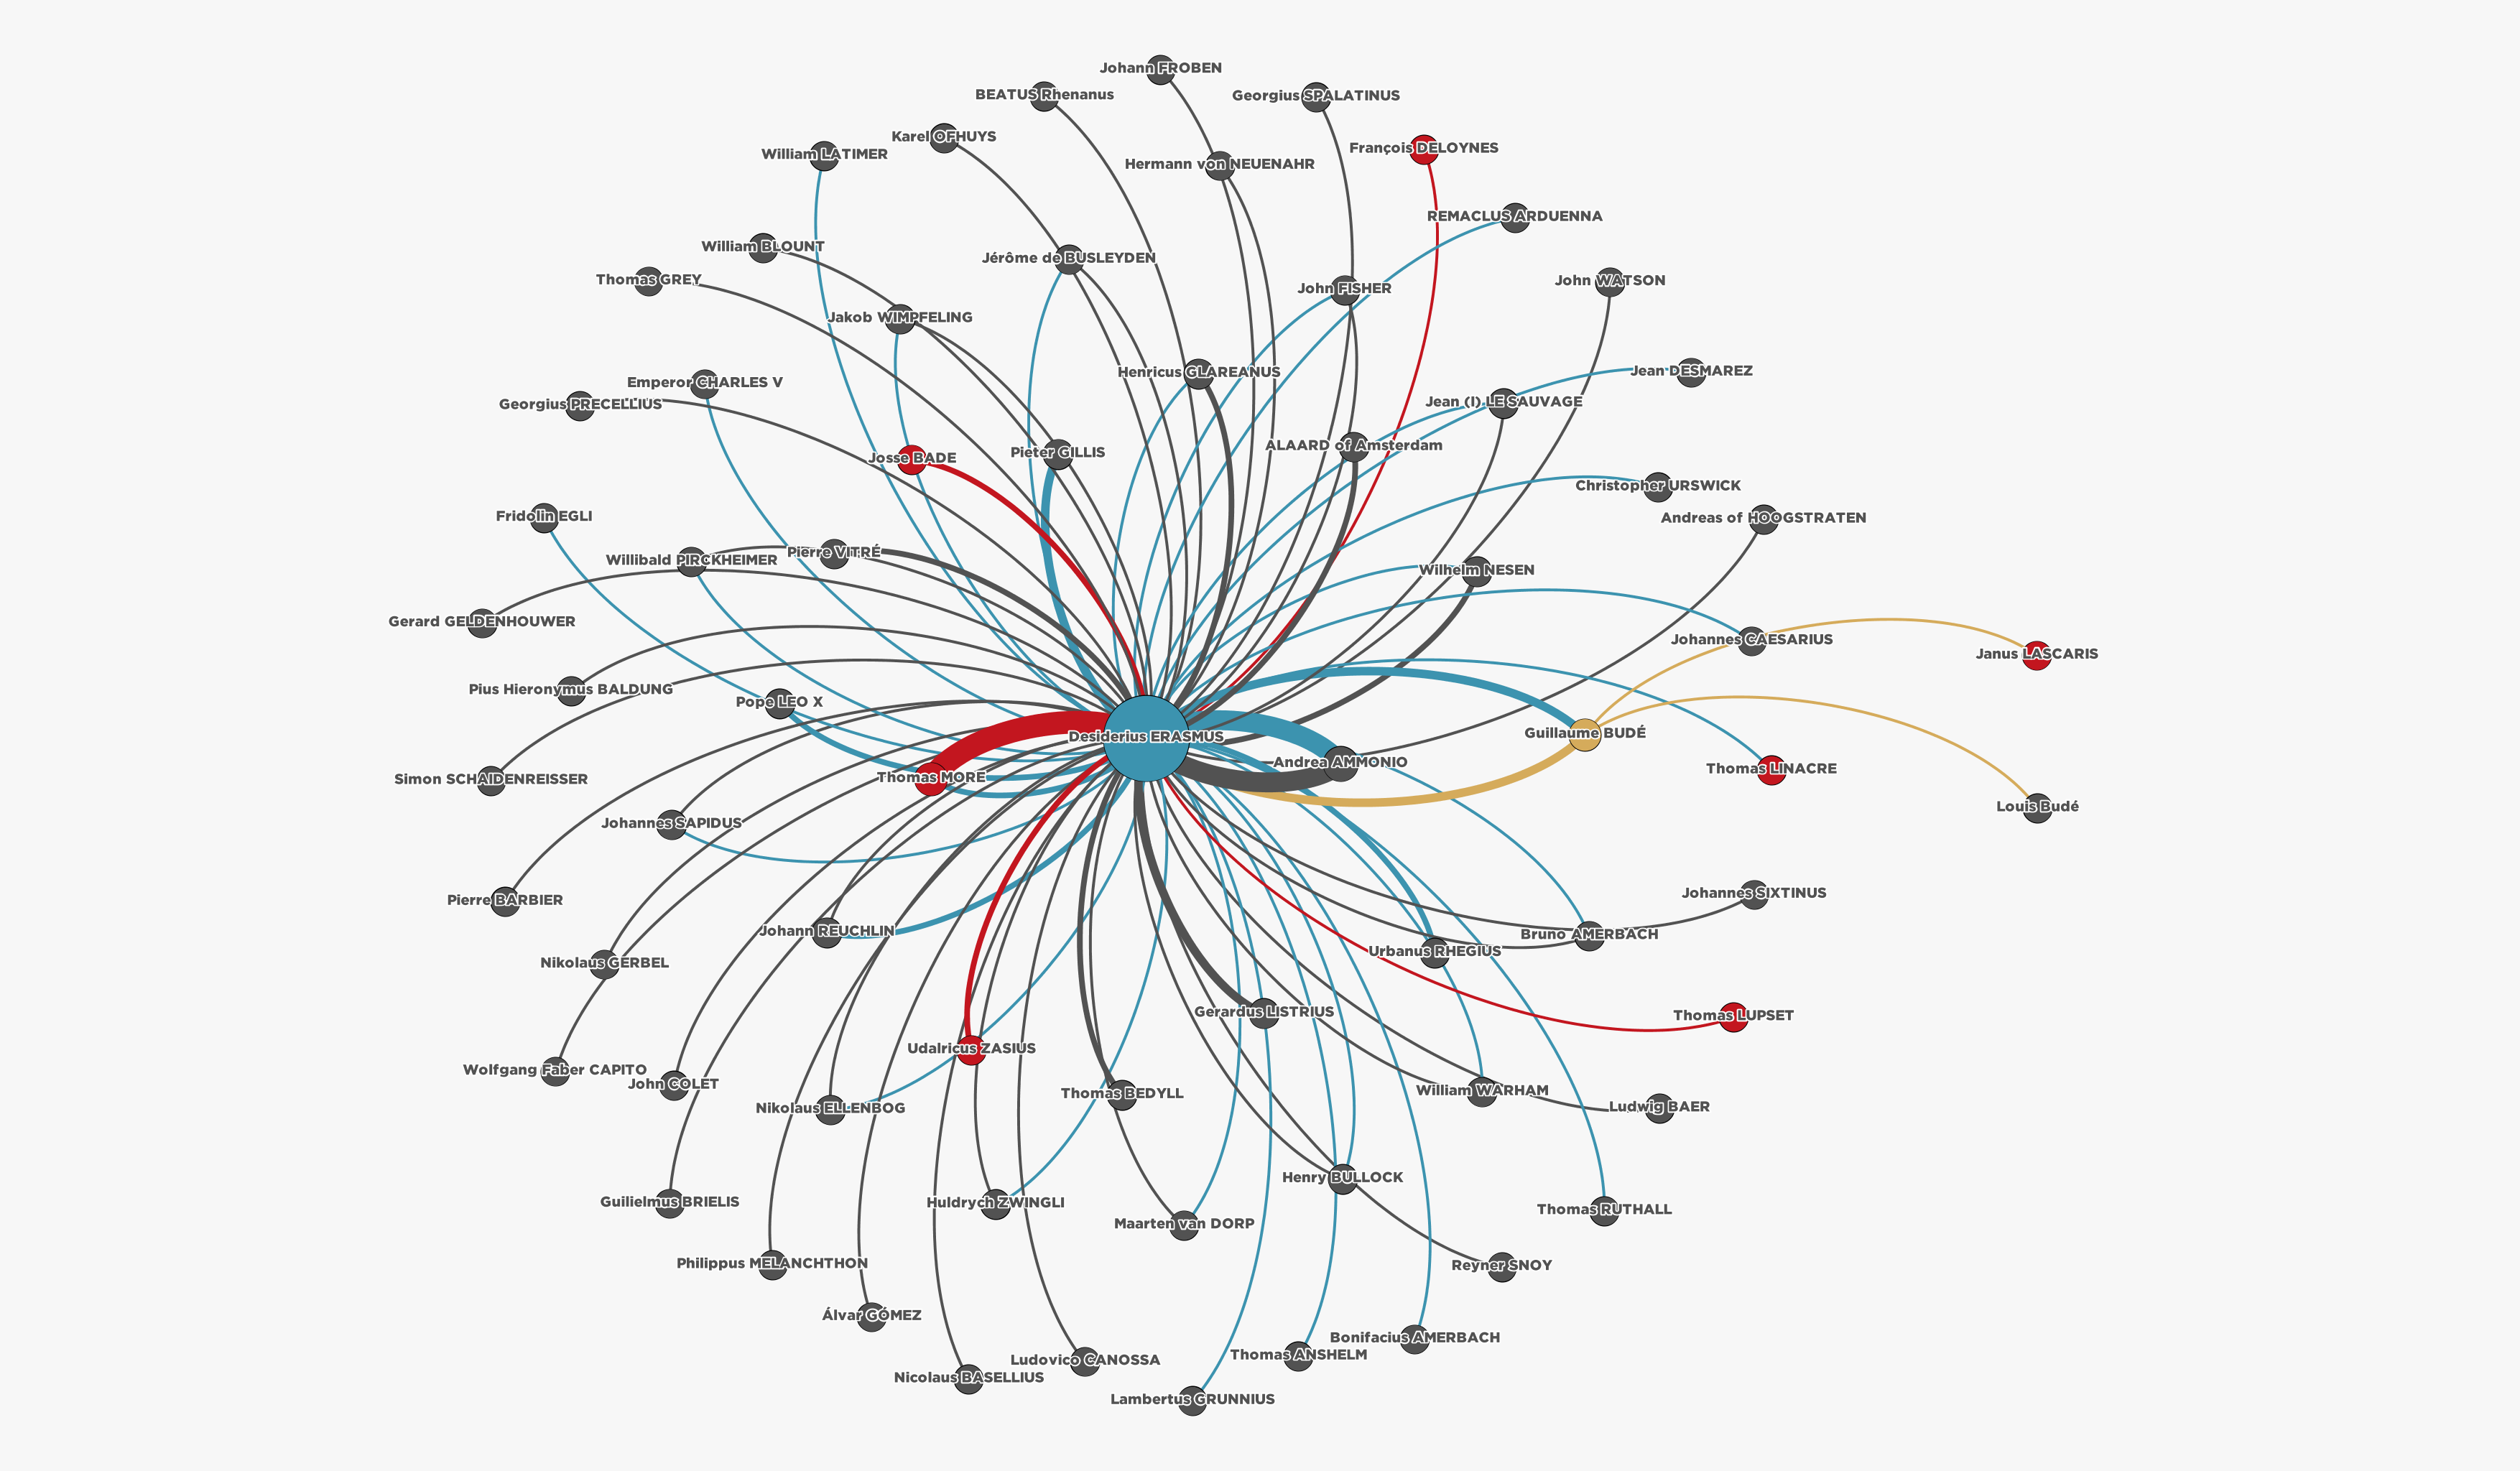 Johann FROBEN
BEATUS Rhenanus
Georgius SPALATINUS
Karel OFHUYS
François DELOYNES
William LATIMER
Hermann von NEUENAHR
REMACLUS ARDUENNA
William BLOUNT
Jérôme de BUSLEYDEN
Thomas GREY
John WATSON
John FISHER
Jakob WIMPFELING
Jean DESMAREZ
Henricus GLAREANUS
Emperor CHARLES V
Jean (I) LE SAUVAGE
Georgius PRECELLIUS
ALAARD of Amsterdam
Pieter GILLIS
Josse BADE
Christopher URSWICK
Fridolin EGLI
Andreas of HOOGSTRATEN
Pierre VITRÉ
Willibald PIRCKHEIMER
Wilhelm NESEN
Gerard GELDENHOUWER
Johannes CAESARIUS
Janus LASCARIS
Pius Hieronymus BALDUNG
Pope LEO X
Guillaume BUDÉ
Desiderius ERASMUS
Andrea AMMONIO
Thomas LINACRE
Thomas MORE
Simon SCHAIDENREISSER
Louis Budé
Johannes SAPIDUS
Johannes SIXTINUS
Pierre BARBIER
Johann REUCHLIN
Bruno AMERBACH
Urbanus RHEGIUS
Nikolaus GERBEL
Gerardus LISTRIUS
Thomas LUPSET
Udalricus ZASIUS
Wolfgang Faber CAPITO
John COLET
William WARHAM
Thomas BEDYLL
Ludwig BAER
Nikolaus ELLENBOG
Henry BULLOCK
Guilielmus BRIELIS
Huldrych ZWINGLI
Thomas RUTHALL
Maarten van DORP
Philippus MELANCHTHON
Reyner SNOY
Álvar GÓMEZ
Bonifacius AMERBACH
Thomas ANSHELM
Ludovico CANOSSA
Nicolaus BASELLIUS
Lambertus GRUNNIUS